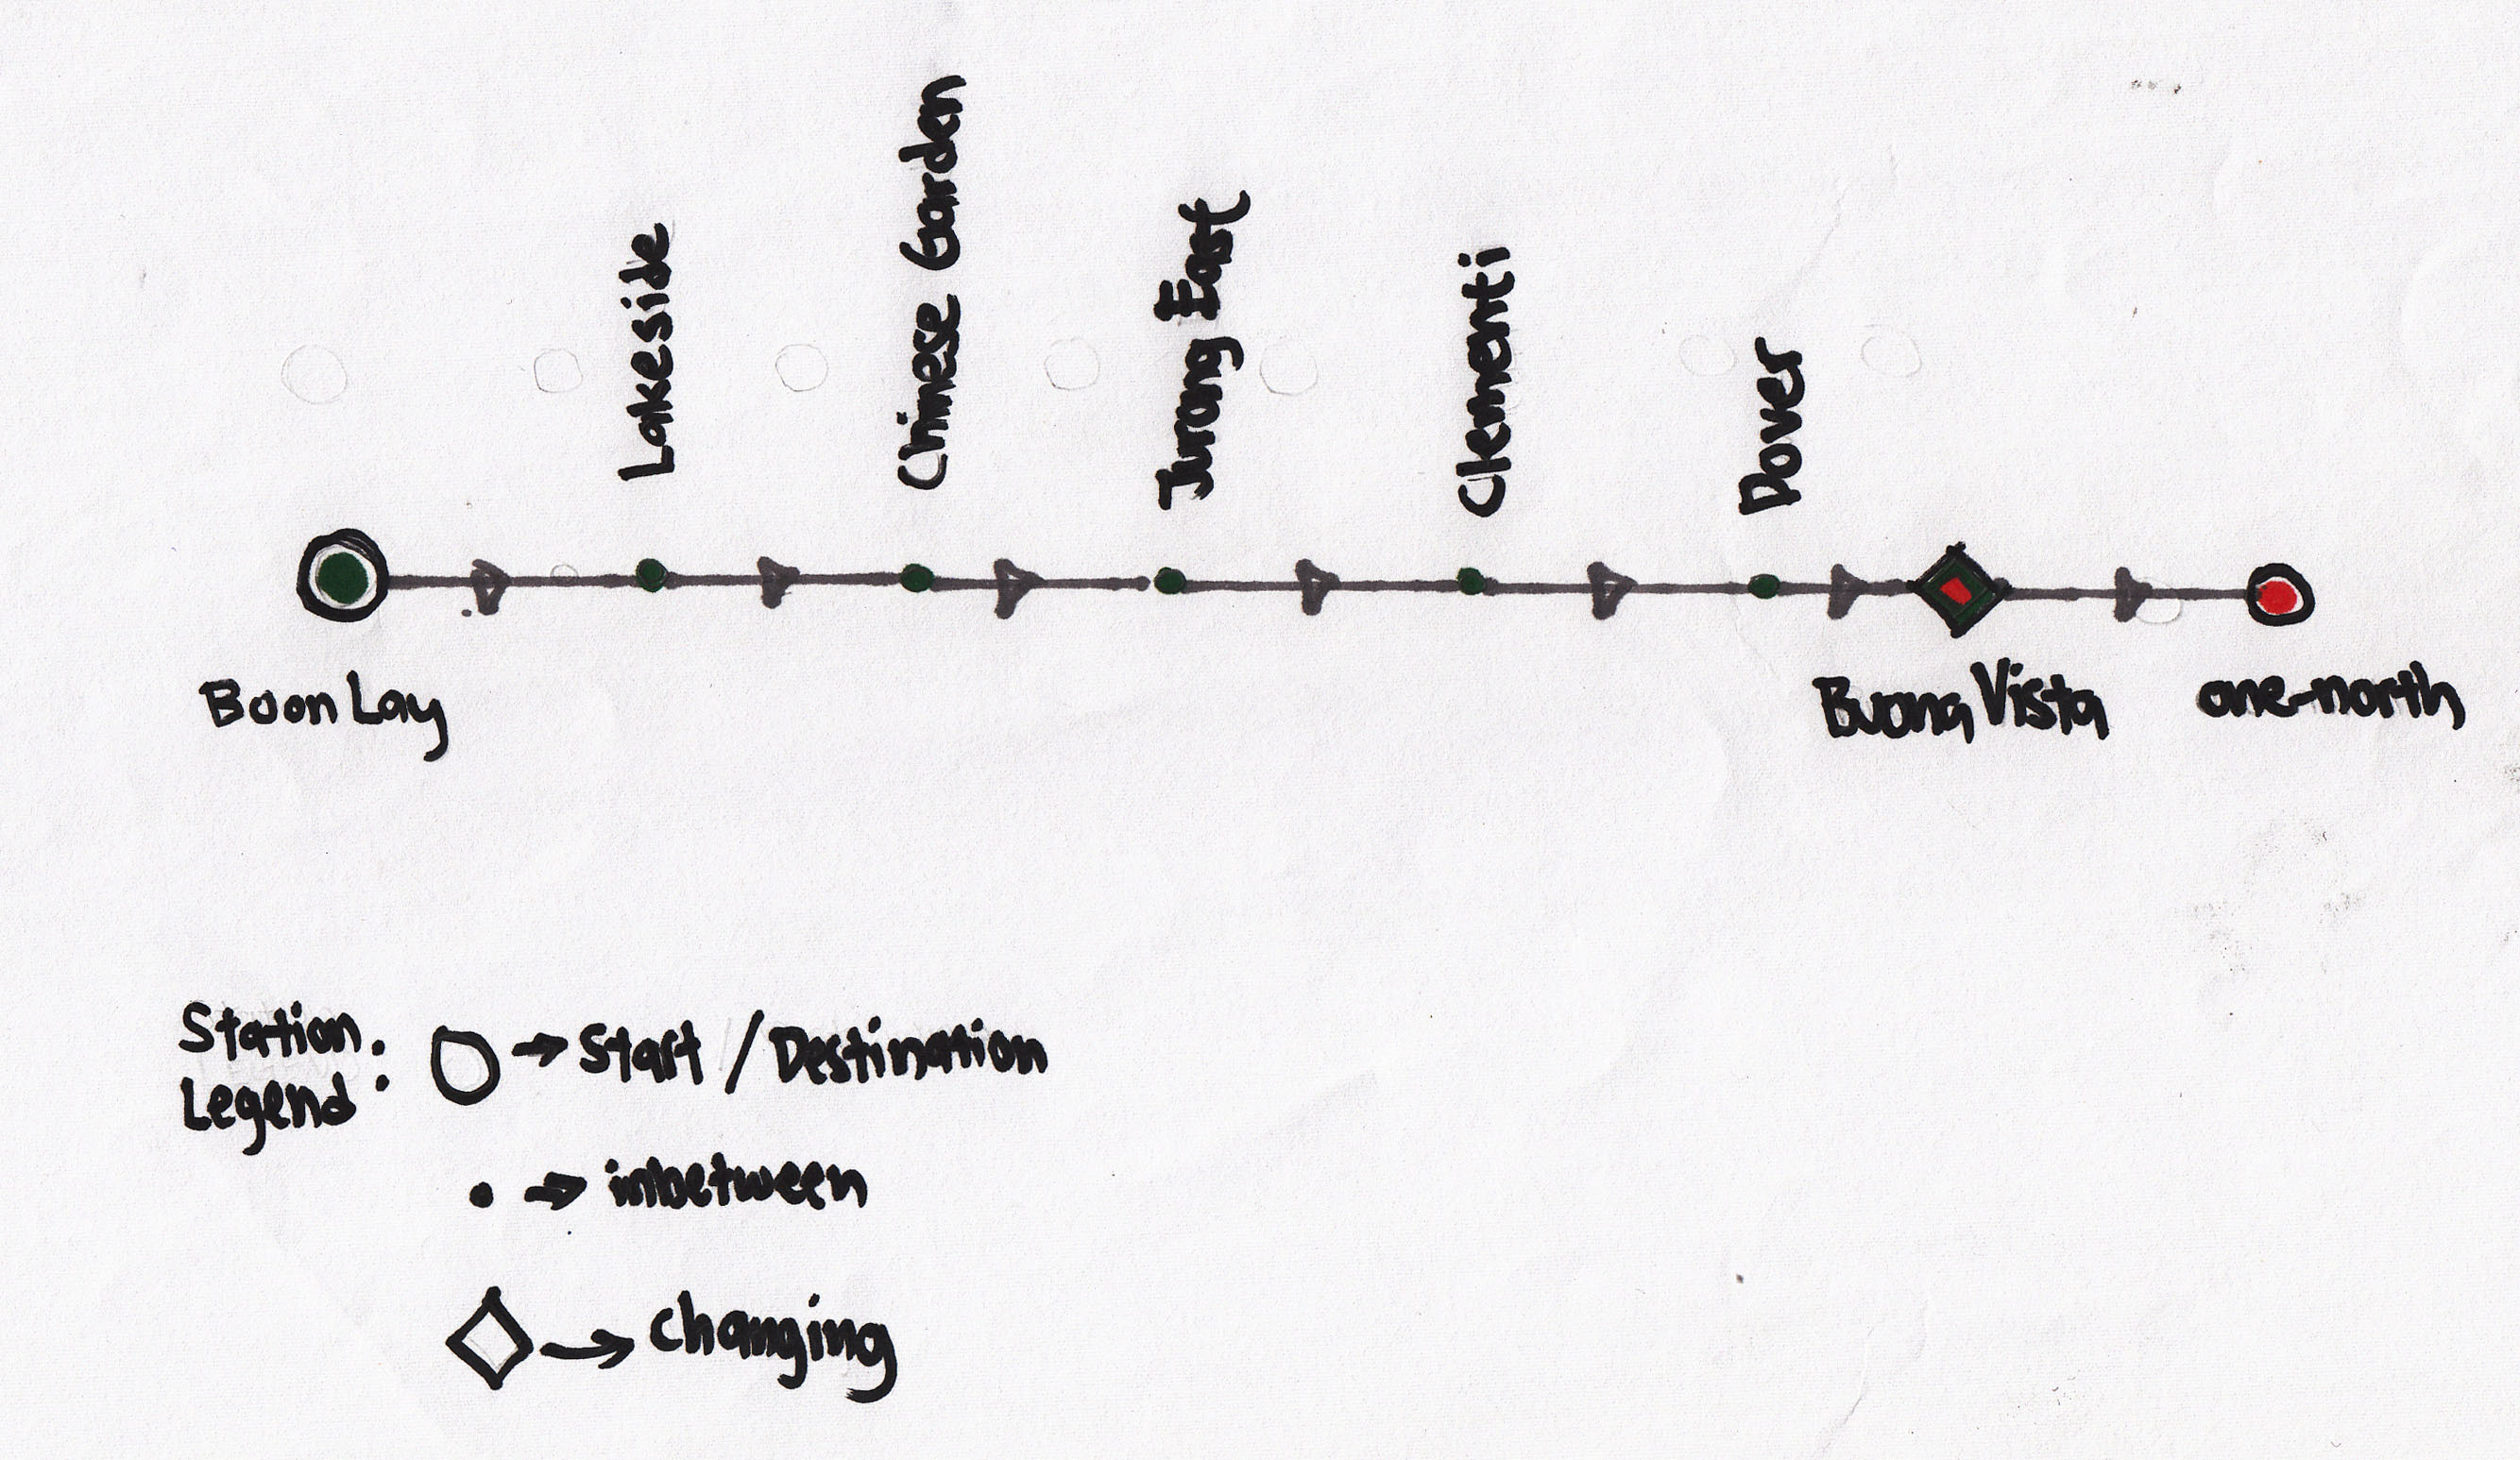 Lakeside
Chinese Garden
Jurong East
Clementi
Dover
Boon Lay
Buona Vista
one-north
Station
Legend :
→ Start / Destination
→ inbetween
→ changing